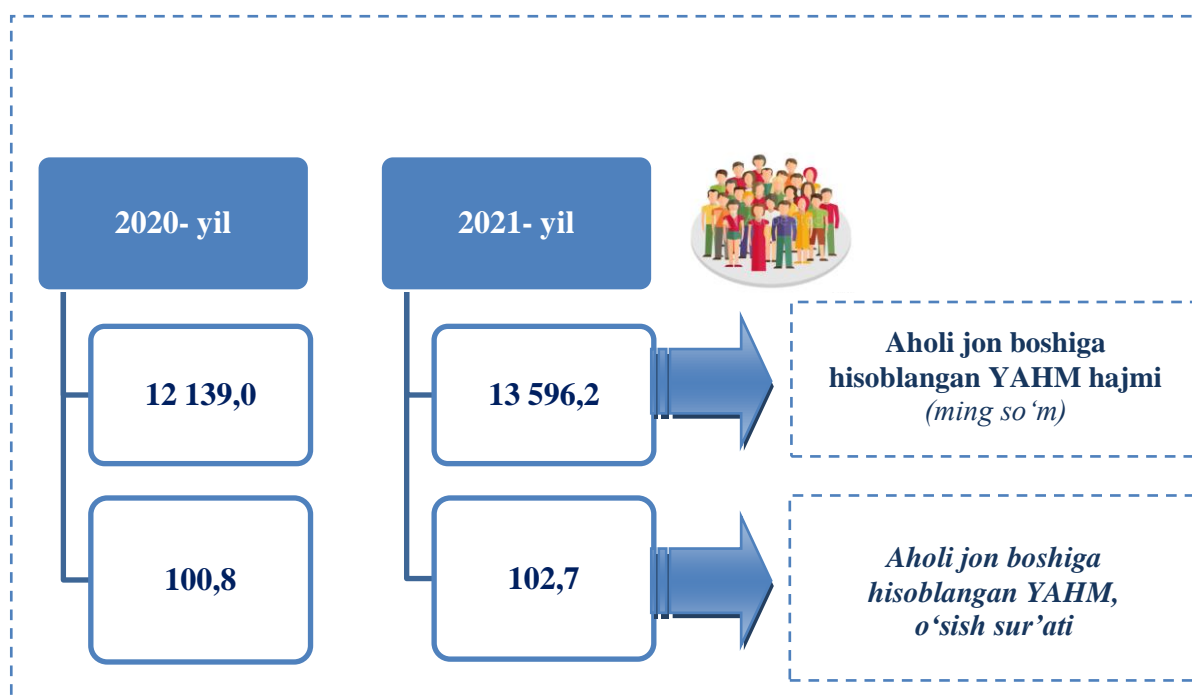 2020- yil
2021- yil
12 139,0
13 596,2
Aholi jon boshiga
hisoblangan YAHM hajmi
(ming so‘m)
100,8
102,7
Aholi jon boshiga
hisoblangan YAHM,
o‘sish sur’ati